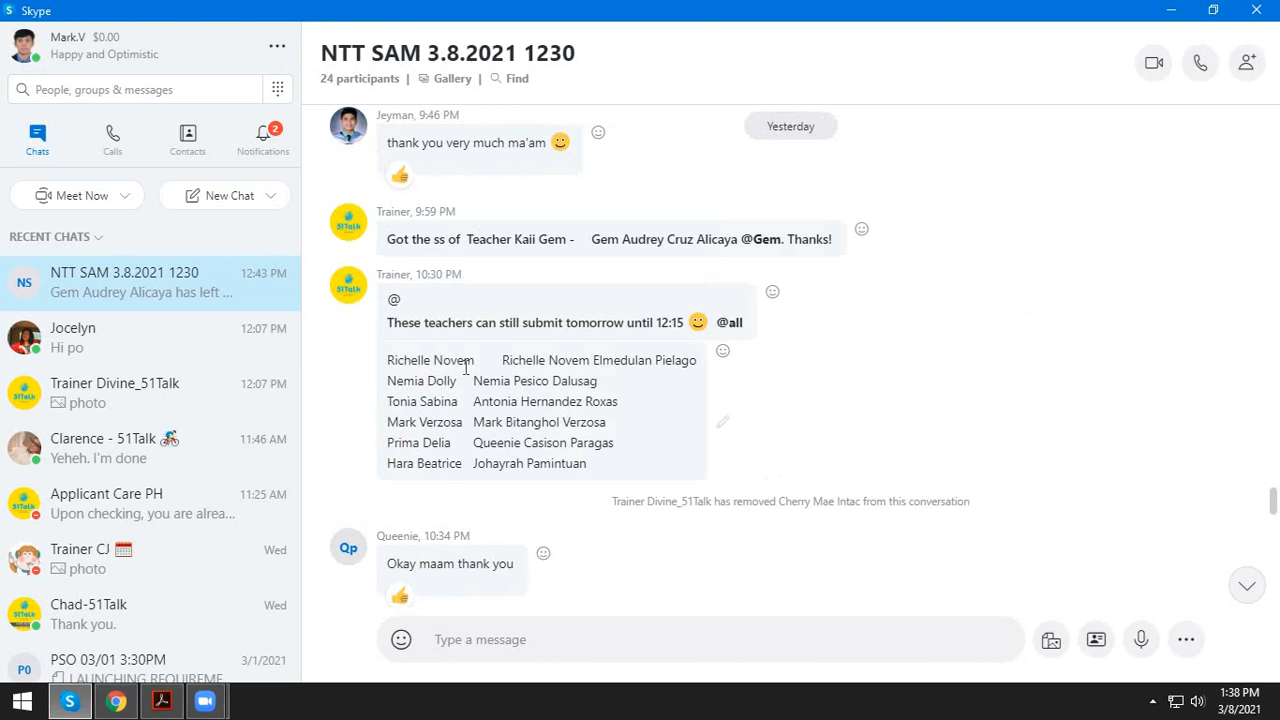 Skype
Mark.V $0.00
Happy and Optimistic
People, groups & messages
Chats
Calls
Contacts
2
Notifications
Meet Now
New Chat
RECENT CHATS
NS
NTT SAM 3.8.2021 1230
12:43 PM
Gem Audrey Alicaya has left ...
Jocelyn
12:07 PM
Hi po
Trainer Divine_51Talk
12:07 PM
photo
Clarence - 51Talk
11:46 AM
Yeheh. I'm done
Applicant Care PH
11:25 AM
Upon checking, you are alrea...
Trainer CJ
Wed
photo
Chad-51Talk
Wed
Thank you.
P0
PSO 03/01 3:30PM
3/1/2021
LAUNCHING REQUIREME
NTT SAM 3.8.2021 1230
24 participants | Gallery | Find
Yesterday
Jeyman, 9:46 PM
thank you very much ma'am
51Talk
Trainer, 9:59 PM
Got the ss of Teacher Kaii Gem - Gem Audrey Cruz Alicaya @Gem. Thanks!
51Talk
Trainer, 10:30 PM
@
These teachers can still submit tomorrow until 12:15 @all
Richelle Novem Richelle Novem Elmedulan Pielago
Nemia Dolly Nemia Pesico Dalusag
Tonia Sabina Antonia Hernandez Roxas
Mark Verzosa Mark Bitanghol Verzosa
Prima Delia Queenie Casison Paragas
Hara Beatrice Johayrah Pamintuan
Trainer Divine_51Talk has removed Cherry Mae Intac from this conversation
Qp
Queenie, 10:34 PM
Okay maam thank you
Type a message
1:38 PM
3/8/2021